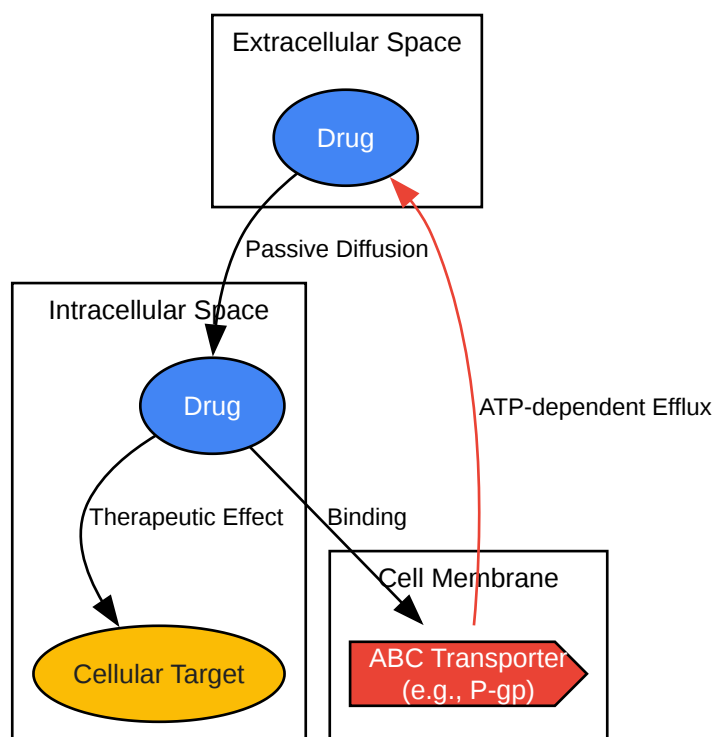 Extracellular Space
Drug
Passive Diffusion
Intracellular Space
Drug
ATP-dependent Efflux
Therapeutic Effect
Binding
Cell Membrane
Cellular Target
ABC Transporter
(e.g., P-gp)